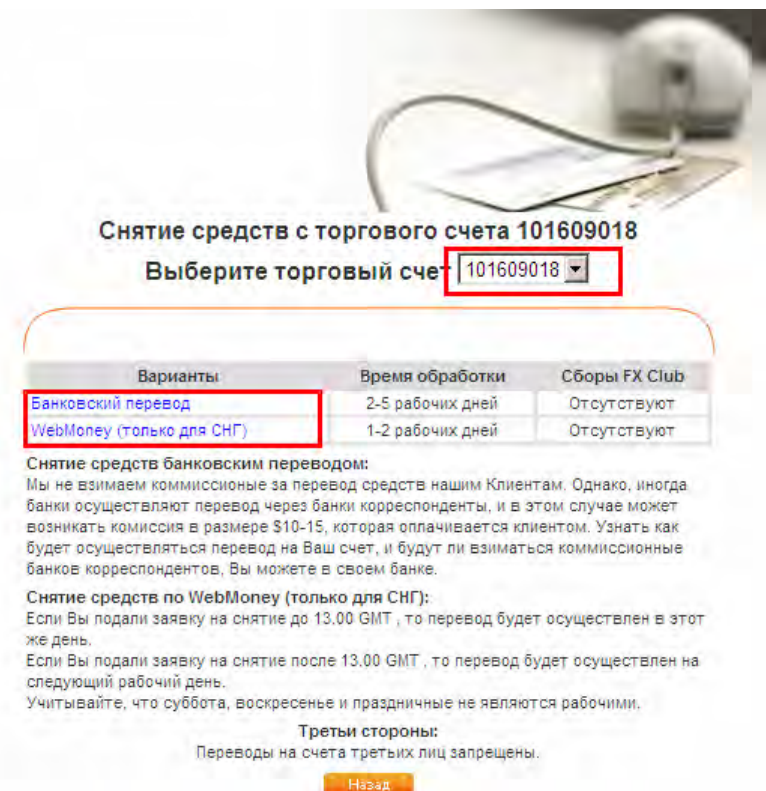 Снятие средств с торгового счета 101609018
Выберите торговый счет 101609018
Варианты Время обработки Сборы FX Club
Банковский перевод 2-5 рабочих дней Отсутствуют
WebMoney (только для СНГ) 1-2 рабочих дней Отсутствуют
Снятие средств банковским переводом:
Мы не взимаем коммиссионые за перевод средств нашим Клиентам. Однако, иногда
банки осуществляют перевод через банки корреспонденты, и в этом случае может
возникать комиссия в размере $10-15, которая оплачивается клиентом. Узнать как
будет осуществляться перевод на Ваш счет, и будут ли взиматься коммиссионные
банков корреспондентов, Вы можете в своем банке.
Снятие средств по WebMoney (только для СНГ):
Если Вы подали заявку на снятие до 13.00 GMT , то перевод будет осуществлен в этот
же день.
Если Вы подали заявку на снятие после 13.00 GMT , то перевод будет осуществлен на
следующий рабочий день.
Учитывайте, что суббота, воскресенье и праздничные не являются рабочими.
Третьи стороны:
Переводы на счета третьих лиц запрещены.
Назад